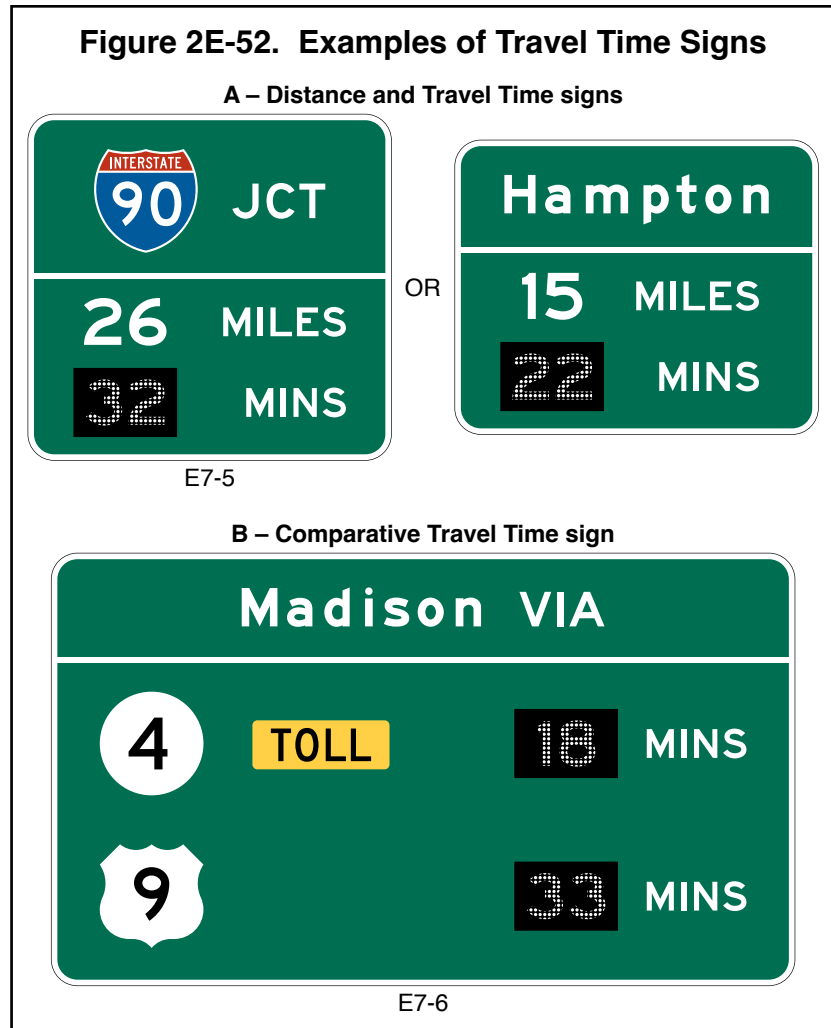 Figure 2E-52. Examples of Travel Time Signs
A – Distance and Travel Time signs
INTERSTATE
90 JCT
26 MILES
32 MINS
E7-5
OR
Hampton
15 MILES
22 MINS
B – Comparative Travel Time sign
Madison VIA
4 TOLL 18 MINS
9 33 MINS
E7-6